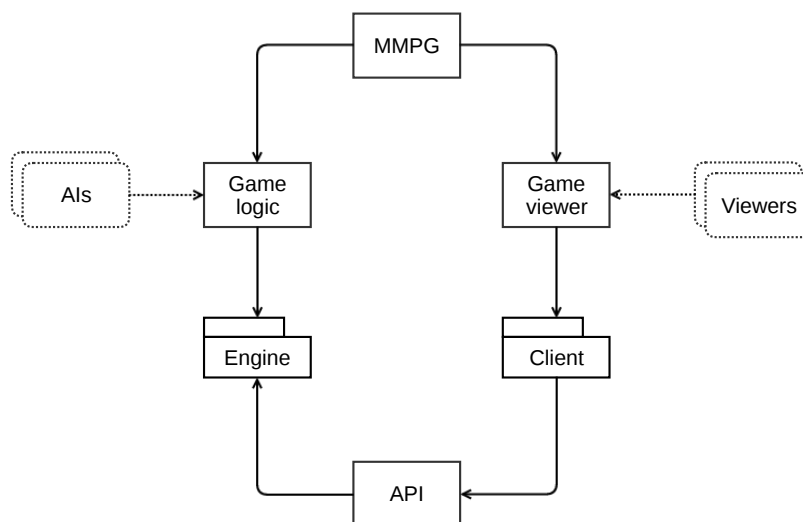 MMPG
AIs
Game
logic
Game
viewer
Viewers
Engine
Client
API